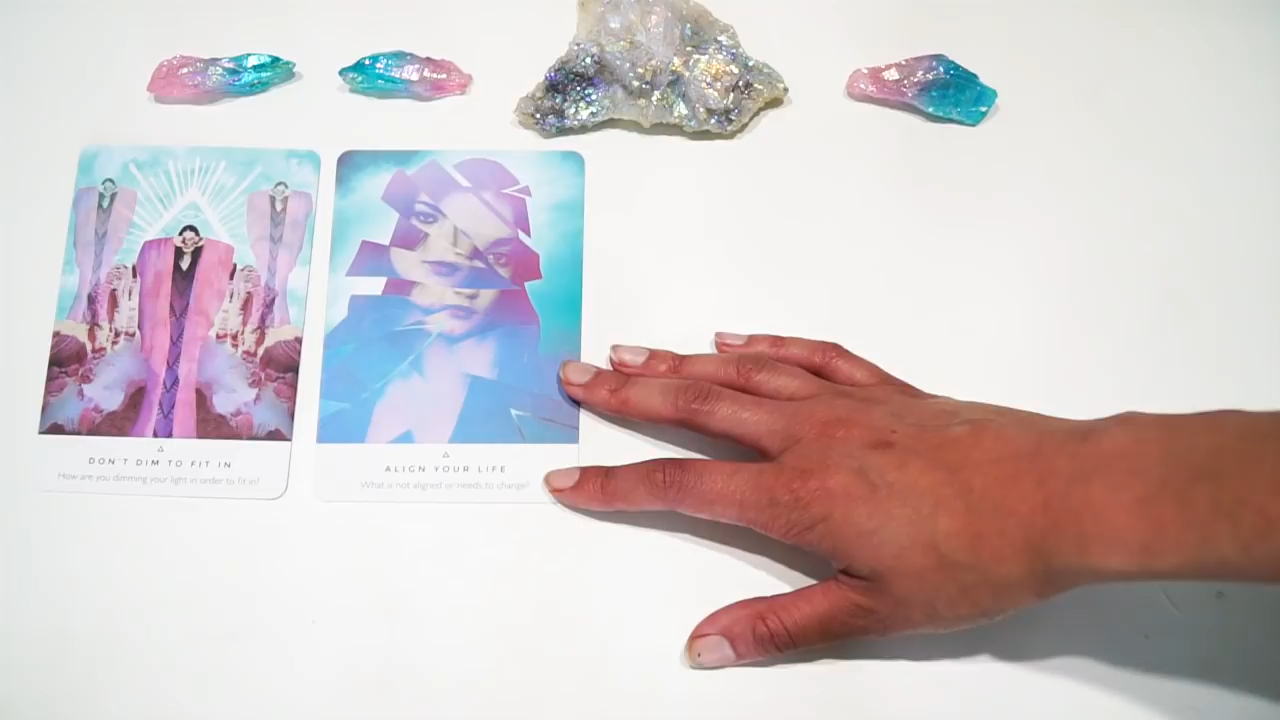 DON'T DIM TO FIT IN
How are you dimming your light in order to fit in?
ALIGN YOUR LIFE
What is not aligned or needs to change?